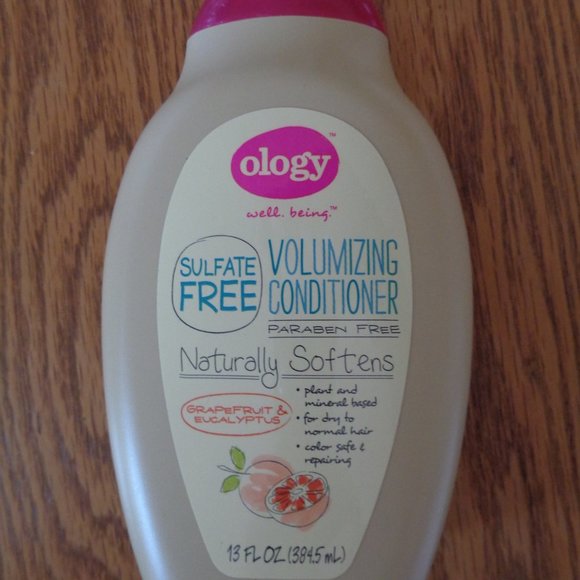 ology™
well. being.™
SULFATE
FREE
VOLUMIZING
CONDITIONER
PARABEN FREE
Naturally Softens
GRAPEFRUIT &
EUCALYPTUS
• plant and
mineral based
• for dry to
normal hair
• color safe &
repairing
13 FL OZ (384.5 mL)